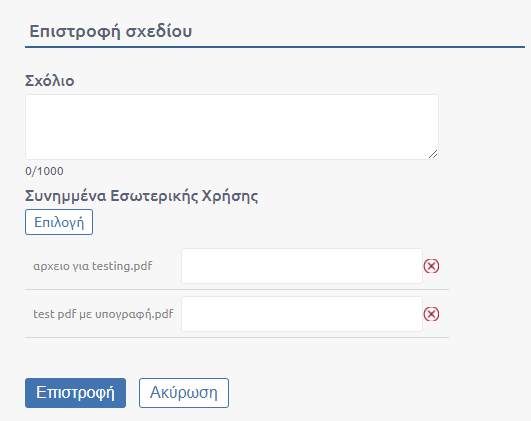 Επιστροφή σχεδίου
Σχόλιο
0/1000
Συνημμένα Εσωτερικής Χρήσης
Επιλογή
αρχειο για testing.pdf
test pdf με υπογραφή.pdf
Επιστροφή Ακύρωση